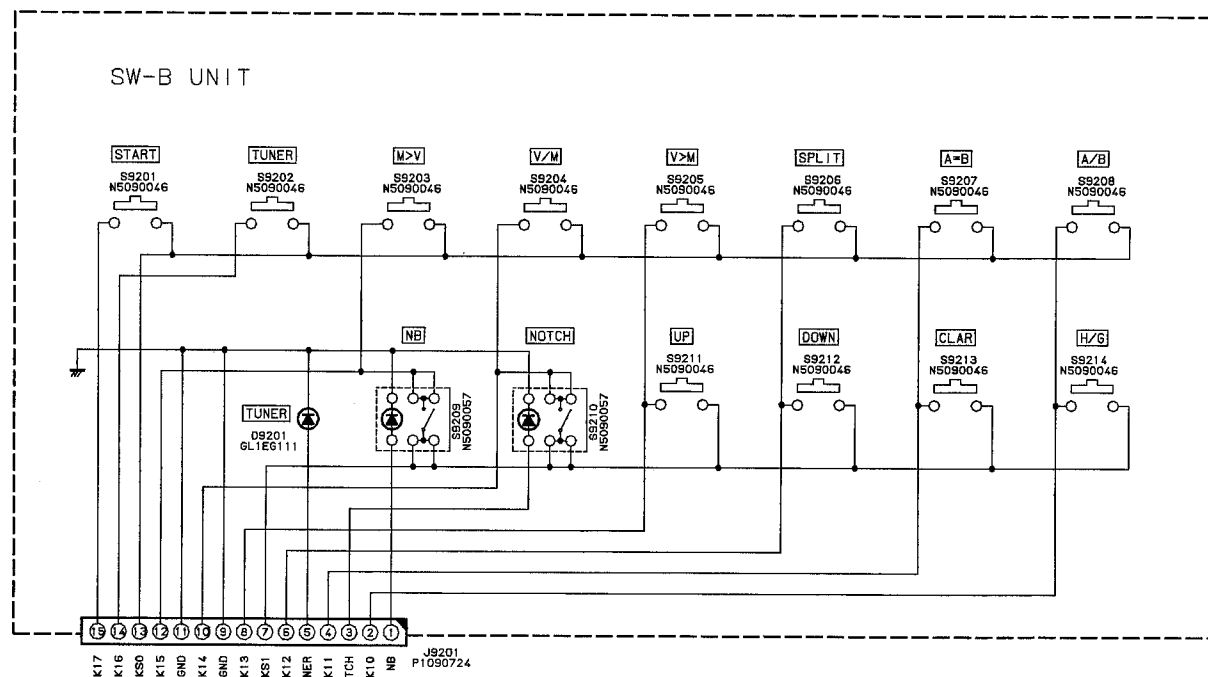 SW-B UNIT
START
TUNER
M>V
V/M
V>M
SPLIT
A=B
A/B
S9201
N5090046
S9202
N5090046
S9203
N5090046
S9204
N5090046
S9205
N5090046
S9206
N5090046
S9207
N5090046
S9208
N5090046
NB
NOTCH
UP
DOWN
CLAR
H/G
S9211
N5090046
S9212
N5090046
S9213
N5090046
S9214
N5090046
TUNER
D9201
GL1EG111
S9209
N5090057
S9210
N5090057
15 14 13 12 11 10 9 8 7 6 5 4 3 2 1
J9201
P1090724
K17
K16
KS0
K15
GND
K14
GND
K13
KS1
K12
NER
K11
TCH
K10
NB